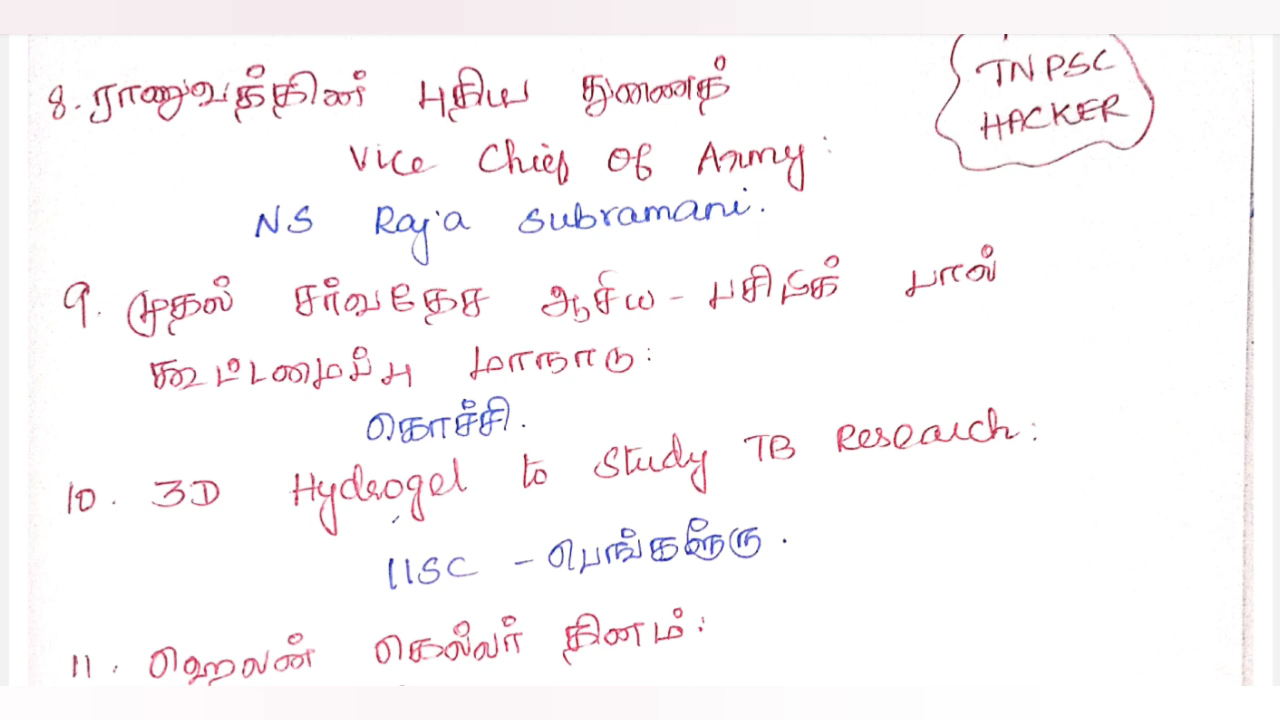 TNPSC
HACKER
8. ராணுவத்தின் புதிய துணைத்
Vice Chief of Army:
NS Raja Subramani.
9. முதல் சர்வதேச ஆசிய - பசிபிக் பால்
கூட்டமைப்பு மாநாடு:
கொச்சி.
10. 3D Hydrogel to Study TB Research:
IISC - பெங்களூரு.
11. ஹெலன் கெல்லர் தினம்: